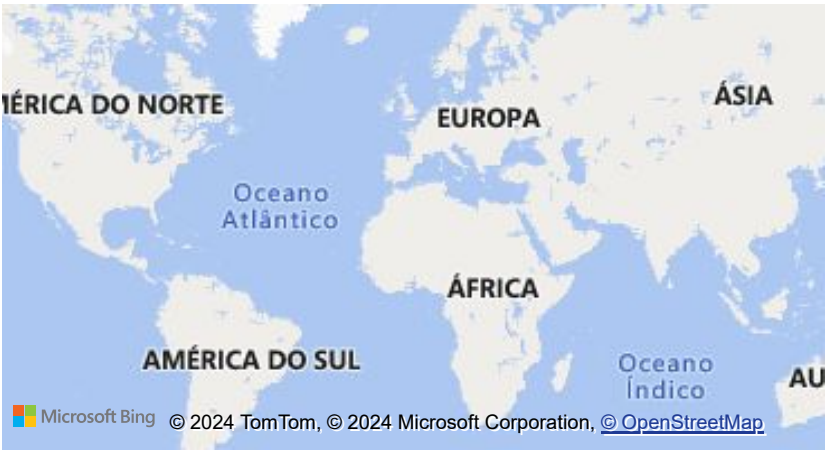 MÉRICA DO NORTE
EUROPA
ÁSIA
Oceano
Atlântico
ÁFRICA
AMÉRICA DO SUL
Oceano
Índico
AU
Microsoft Bing
© 2024 TomTom, © 2024 Microsoft Corporation, © OpenStreetMap